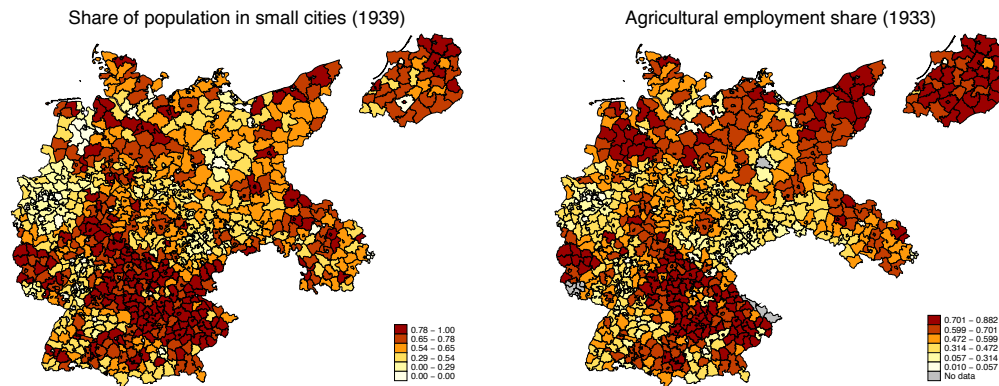 Share of population in small cities (1939)
0.78 – 1.00
0.65 – 0.78
0.54 – 0.65
0.29 – 0.54
0.00 – 0.29
0.00 – 0.00
Agricultural employment share (1933)
0.701 – 0.882
0.599 – 0.701
0.472 – 0.599
0.314 – 0.472
0.057 – 0.314
0.010 – 0.057
No data